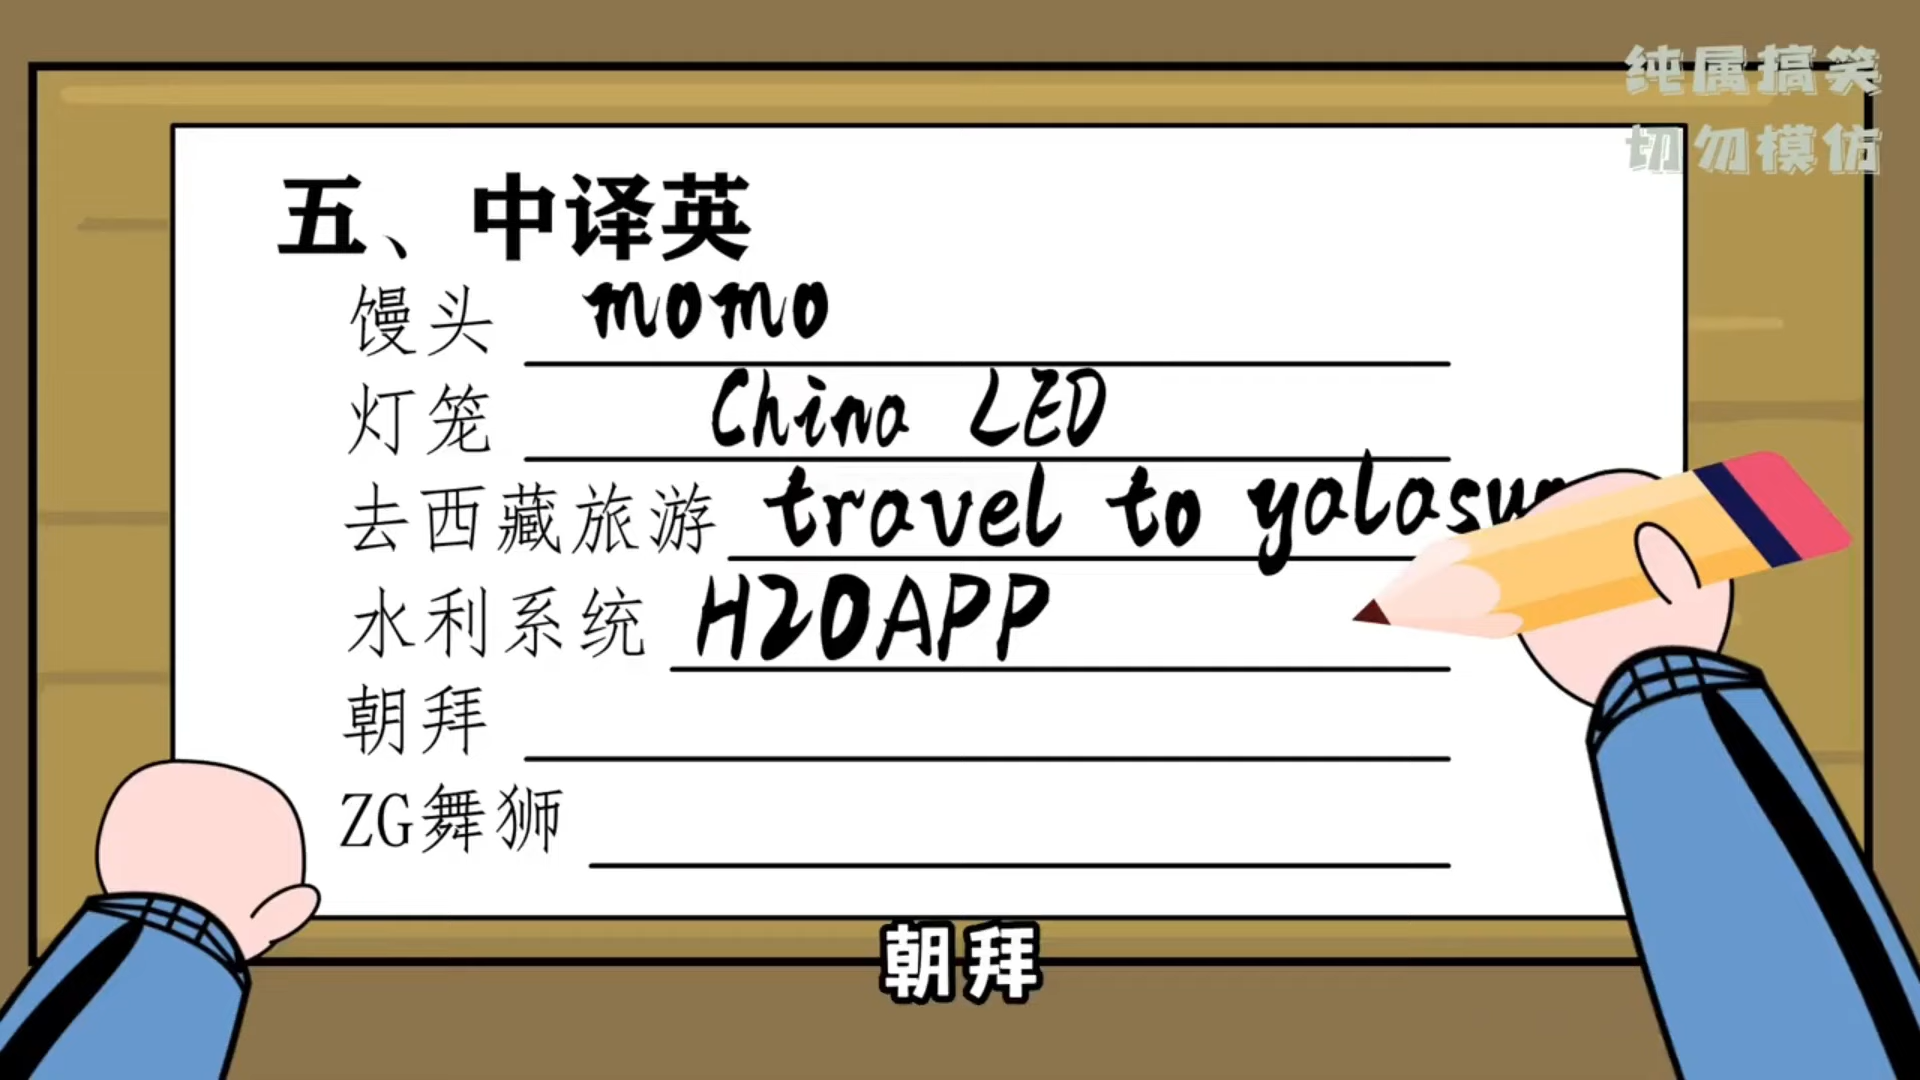 纯属搞笑
切勿模仿
五、中译英
馒头 momo
灯笼 China LED
去西藏旅游 travel to
水利系统 H2OAPP
朝拜
ZG舞狮
朝拜